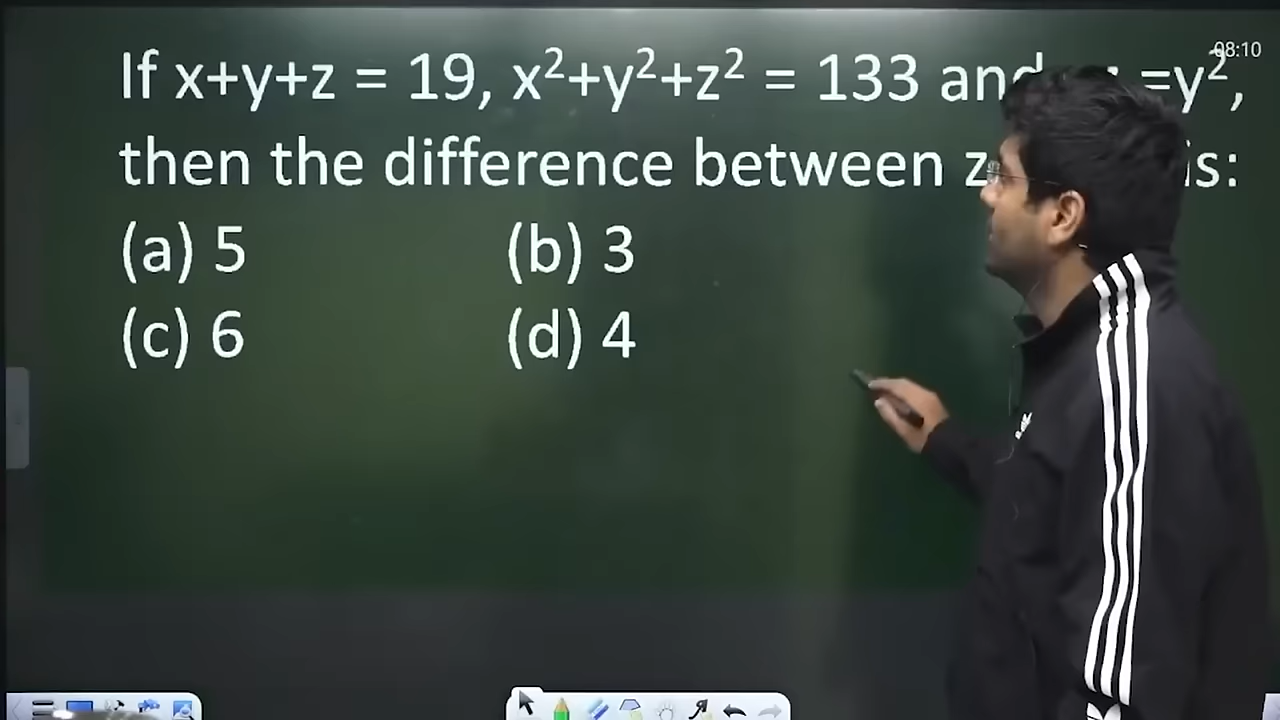 08:10
If x+y+z = 19, x²+y²+z² = 133 and =y²,
then the difference between z is:
(a) 5 (b) 3
(c) 6 (d) 4